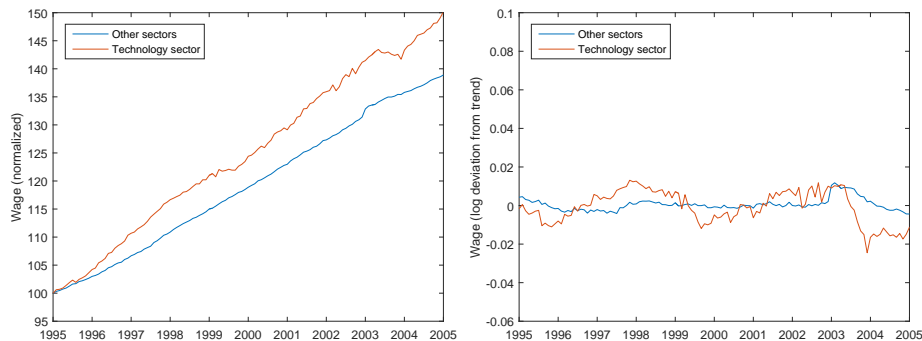 150
145
140
135
130
125
120
115
110
105
100
95
Wage (normalized)
Other sectors
Technology sector
1995 1996 1997 1998 1999 2000 2001 2002 2003 2004 2005
0.1
0.08
0.06
0.04
0.02
0
-0.02
-0.04
-0.06
Wage (log deviation from trend)
Other sectors
Technology sector
1995 1996 1997 1998 1999 2000 2001 2002 2003 2004 2005